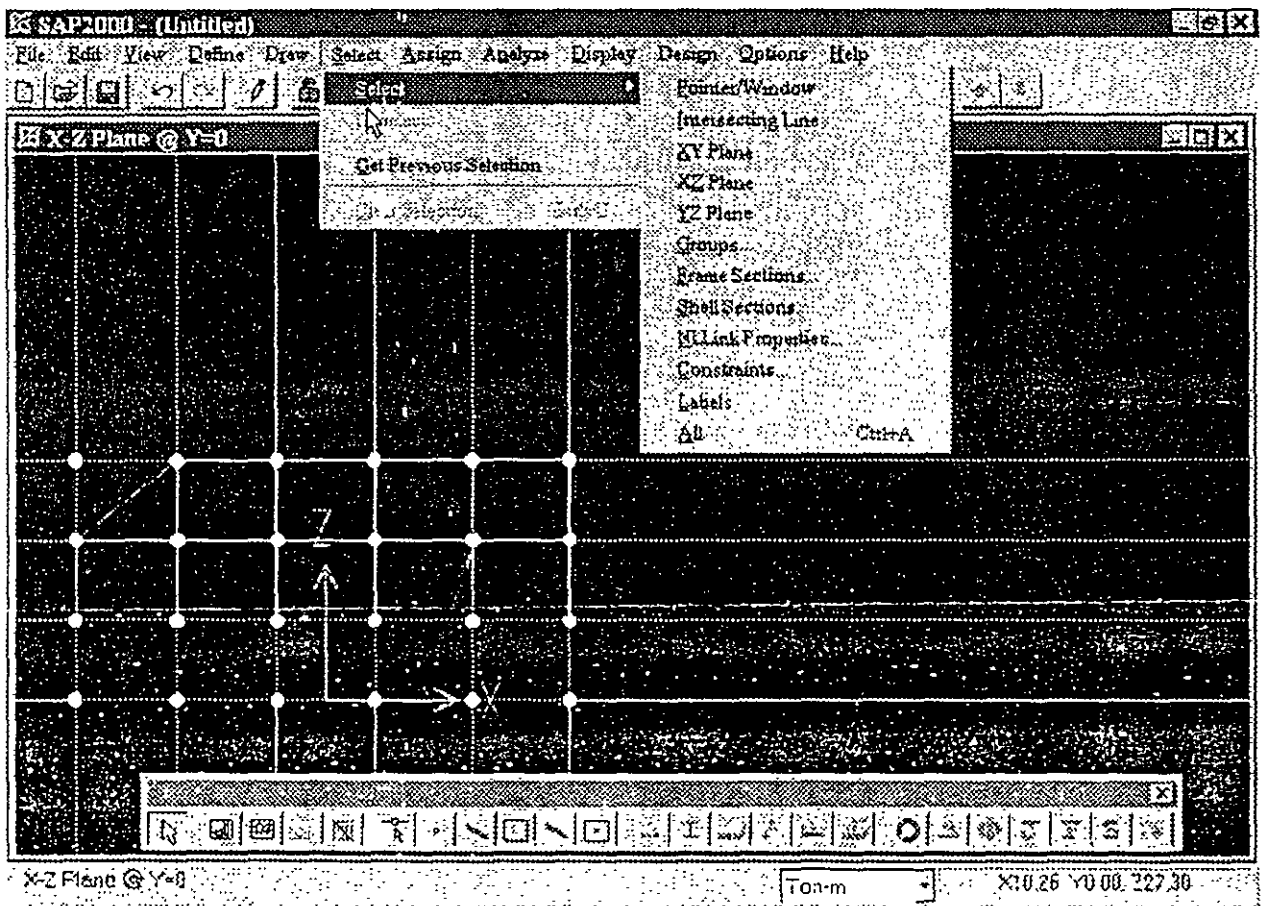 SAP2000 - (Untitled)
File Edit View Define Draw Select Assign Analyze Display Design Options Help
Select
Get Previous Selection
Pointer/Window
Intersecting Line
XY Plane
XZ Plane
YZ Plane
Groups...
Frame Sections...
Shell Sections...
NLLink Properties...
Constraints...
Labels
All Ctrl+A
X-Z Plane @ Y=0
Z
X
X-Z Plane @ Y=0
Ton-m